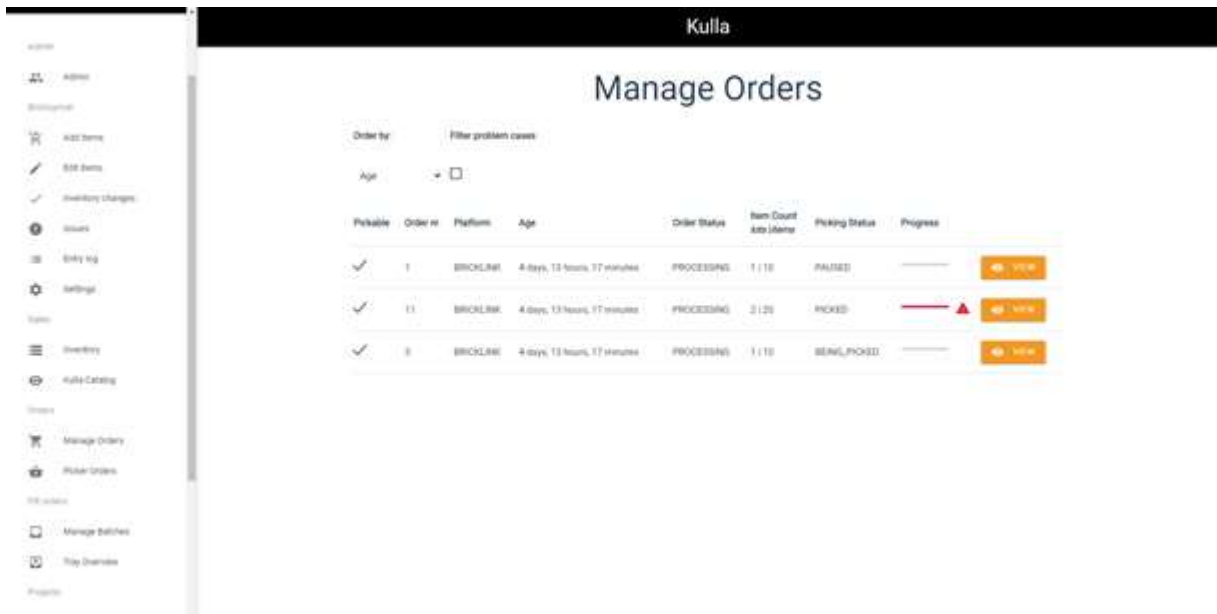 Kulla
Admin
Manage Orders
Admin
Order by Filter problem cases
Add Items
Edit Items
Age
Inventory changes
Pickable Order nr Platform Age Order Status Item Count Picking Status Progress
Issues
Entry log
✓ 1 BRICKLINK 4 days, 13 hours, 17 minutes PROCESSING 1 | 10 PAUSED VIEW
Settings
✓ 11 BRICKLINK 4 days, 13 hours, 17 minutes PROCESSING 2 | 20 PICKED VIEW
Sales
Inventory
✓ BRICKLINK 4 days, 13 hours, 17 minutes PROCESSING 1 | 10 BEING_PICKED VIEW
Kulla Catalog
Orders
Manage Orders
Picker Orders
Manage Batches
Tray Overview
Projects